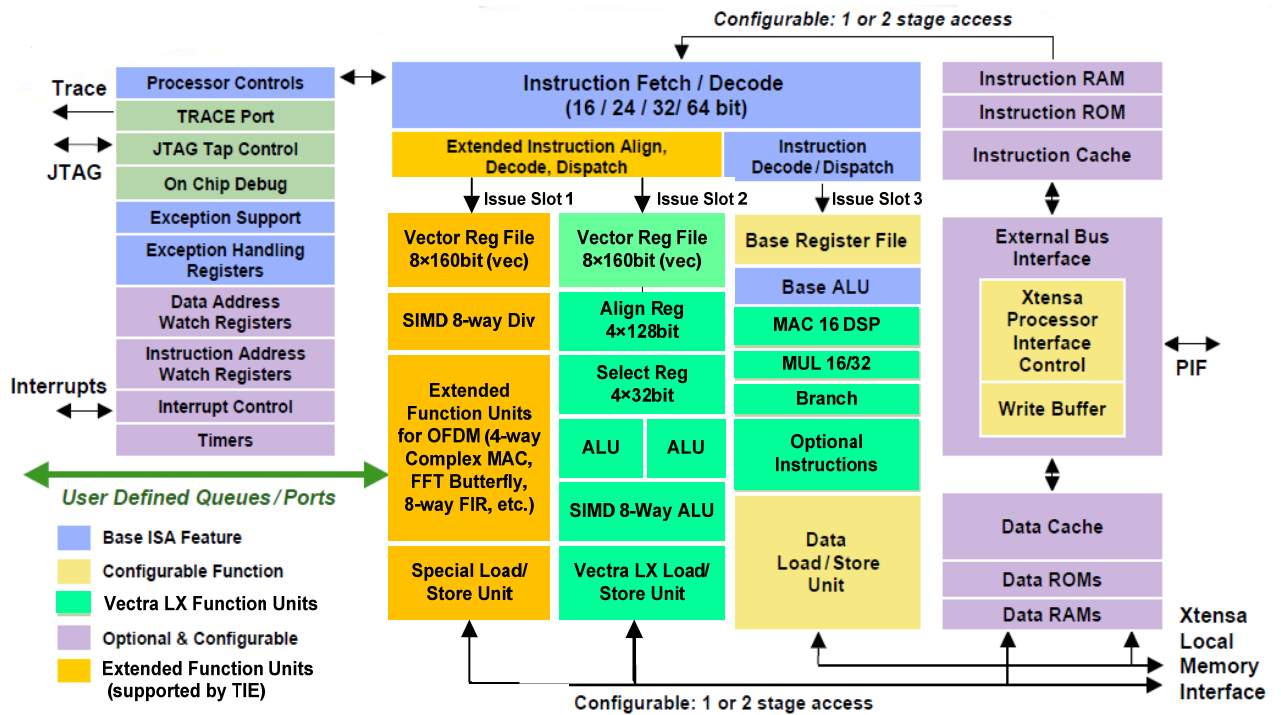 Configurable: 1 or 2 stage access
Trace
JTAG
Interrupts
Processor Controls
TRACE Port
JTAG Tap Control
On Chip Debug
Exception Support
Exception Handling
Registers
Data Address
Watch Registers
Instruction Address
Watch Registers
Interrupt Control
Timers
User Defined Queues / Ports
Base ISA Feature
Configurable Function
Vectra LX Function Units
Optional & Configurable
Extended Function Units
(supported by TIE)
Instruction Fetch / Decode
(16 / 24 / 32/ 64 bit)
Extended Instruction Align,
Decode, Dispatch
Instruction
Decode / Dispatch
Issue Slot 1
Issue Slot 2
Issue Slot 3
Vector Reg File
8×160bit (vec)
SIMD 8-way Div
Extended
Function Units
for OFDM (4-way
Complex MAC,
FFT Butterfly,
8-way FIR, etc.)
Special Load/
Store Unit
Vector Reg File
8×160bit (vec)
Align Reg
4×128bit
Select Reg
4×32bit
ALU
ALU
SIMD 8-Way ALU
Vectra LX Load/
Store Unit
Base Register File
Base ALU
MAC 16 DSP
MUL 16/32
Branch
Optional
Instructions
Data
Load / Store
Unit
Instruction RAM
Instruction ROM
Instruction Cache
External Bus
Interface
Xtensa
Processor
Interface
Control
Write Buffer
PIF
Data Cache
Data ROMs
Data RAMs
Xtensa
Local
Memory
Interface
Configurable: 1 or 2 stage access